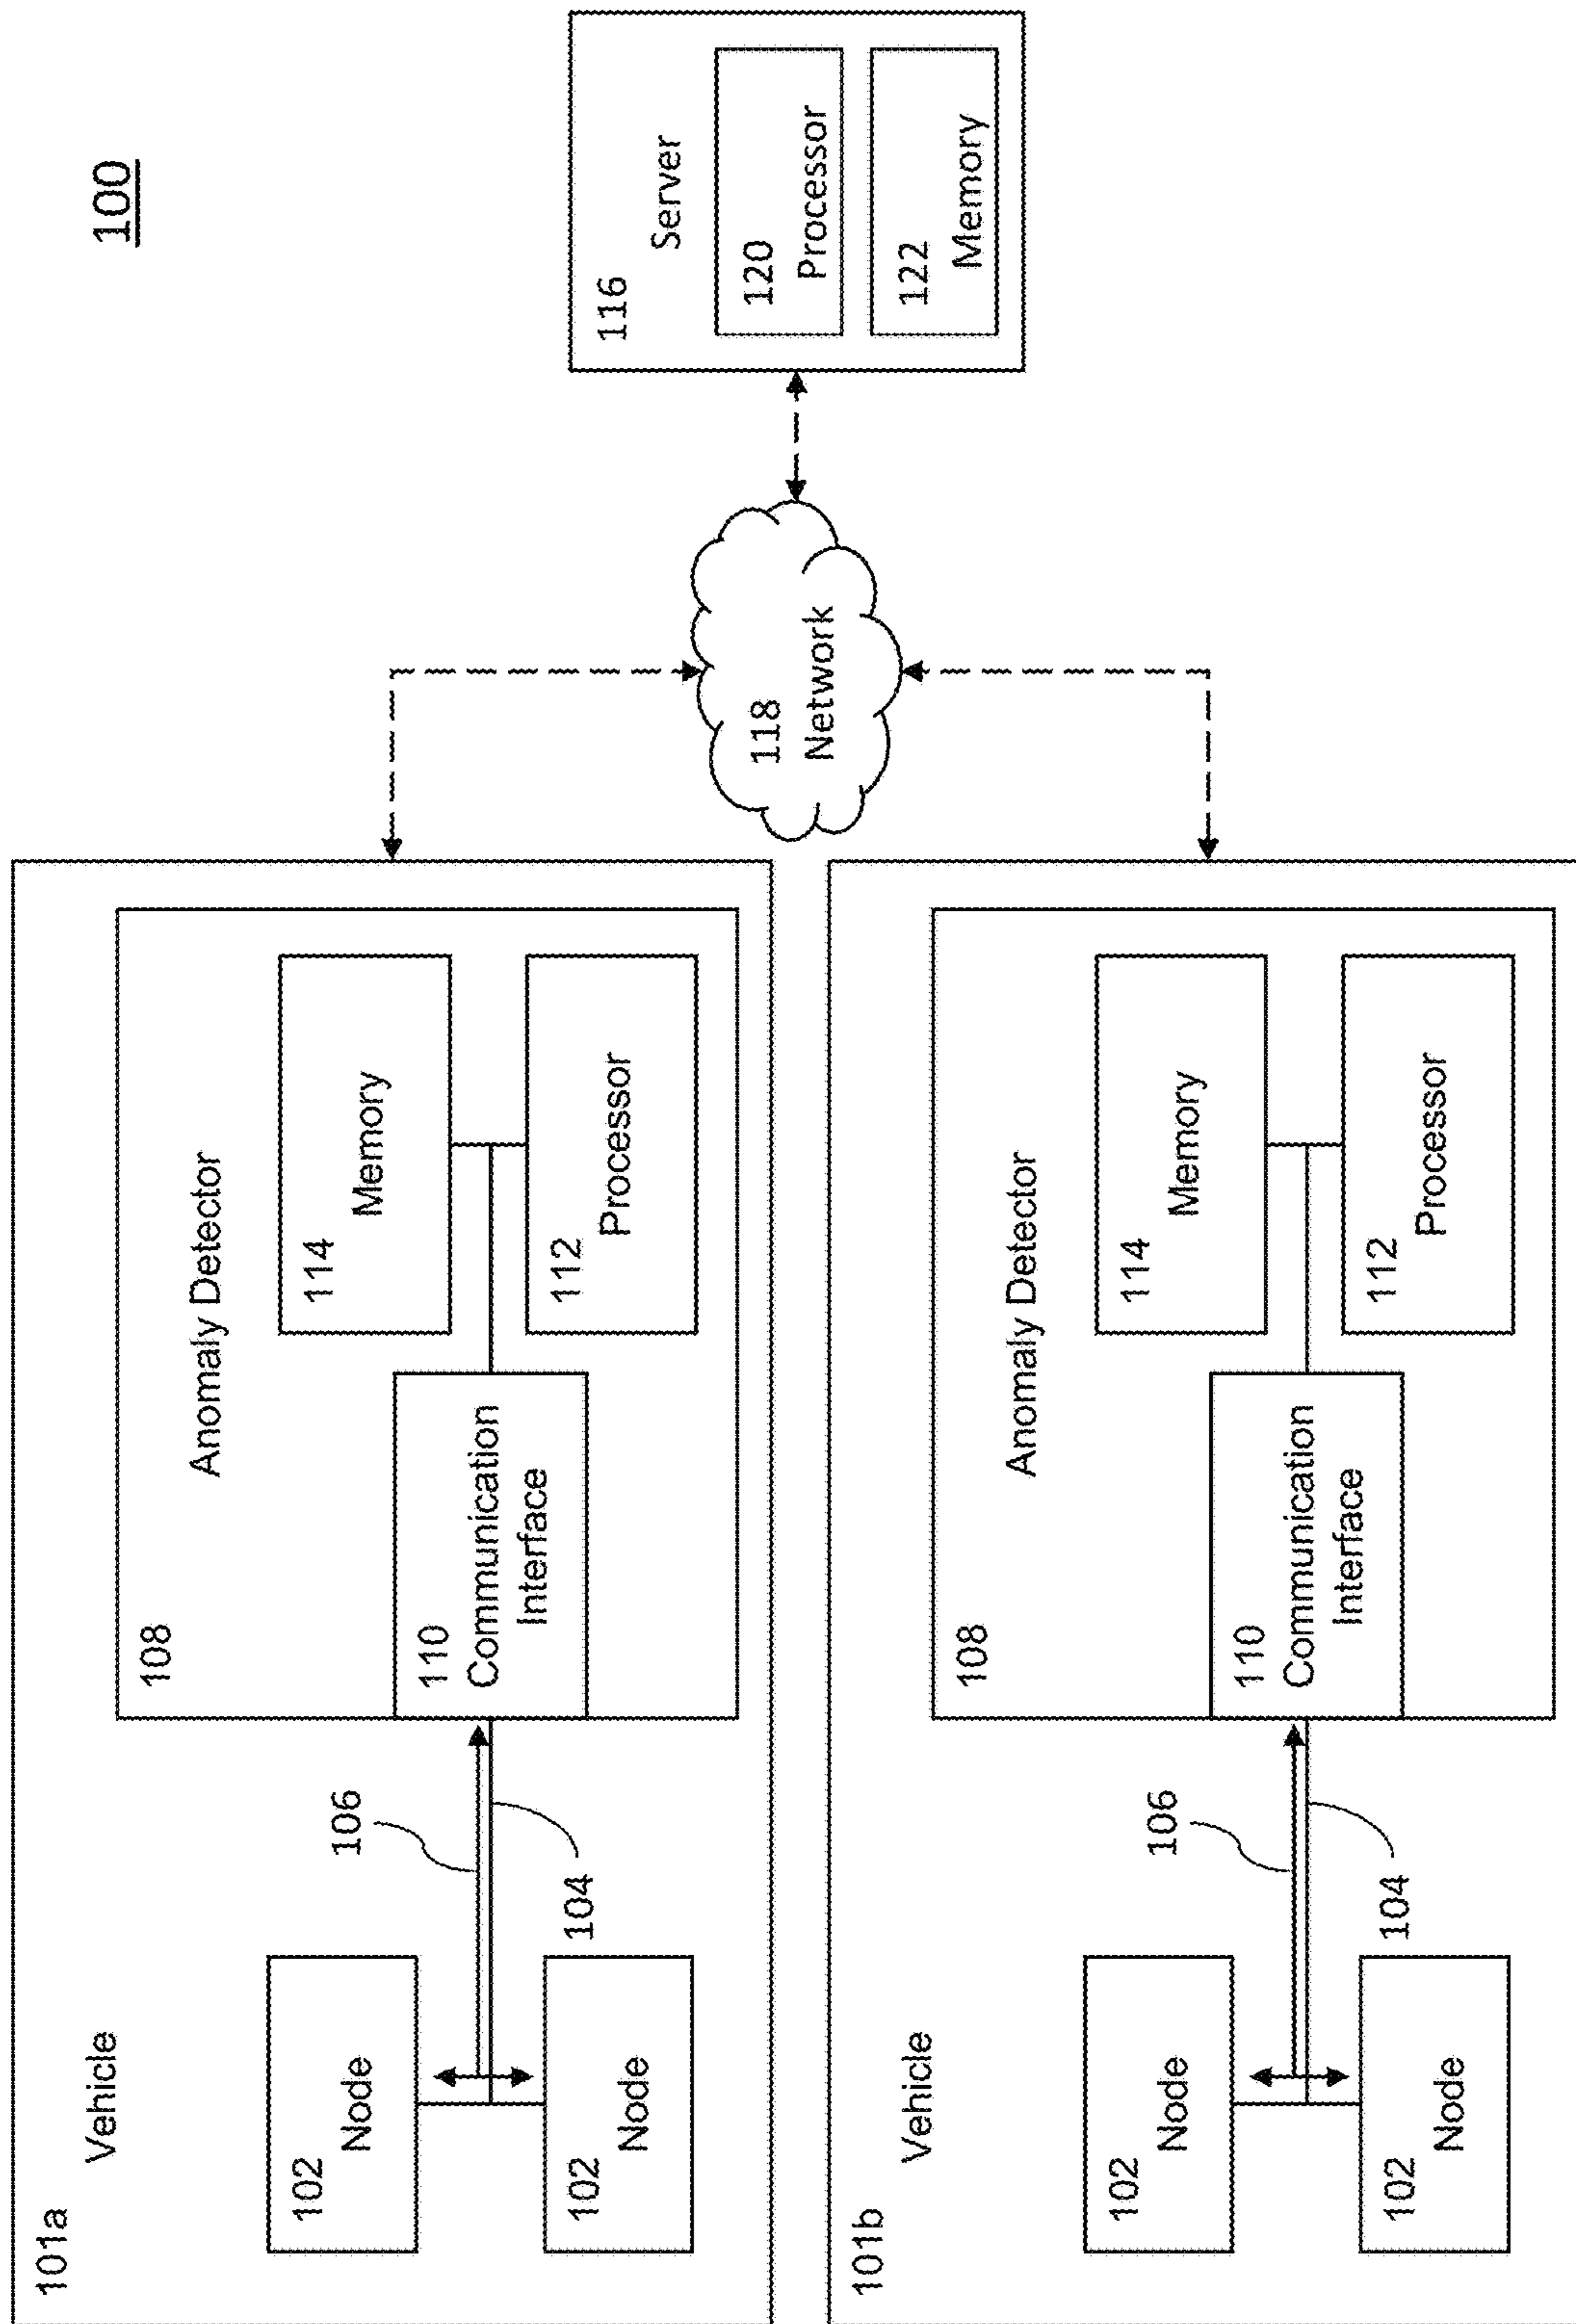 100
101a
Vehicle
102
Node
102
Node
106
104
108
Anomaly Detector
110
Communication
Interface
114
Memory
112
Processor
101b
Vehicle
102
Node
102
Node
106
104
108
Anomaly Detector
110
Communication
Interface
114
Memory
112
Processor
118
Network
116
Server
120
Processor
122
Memory